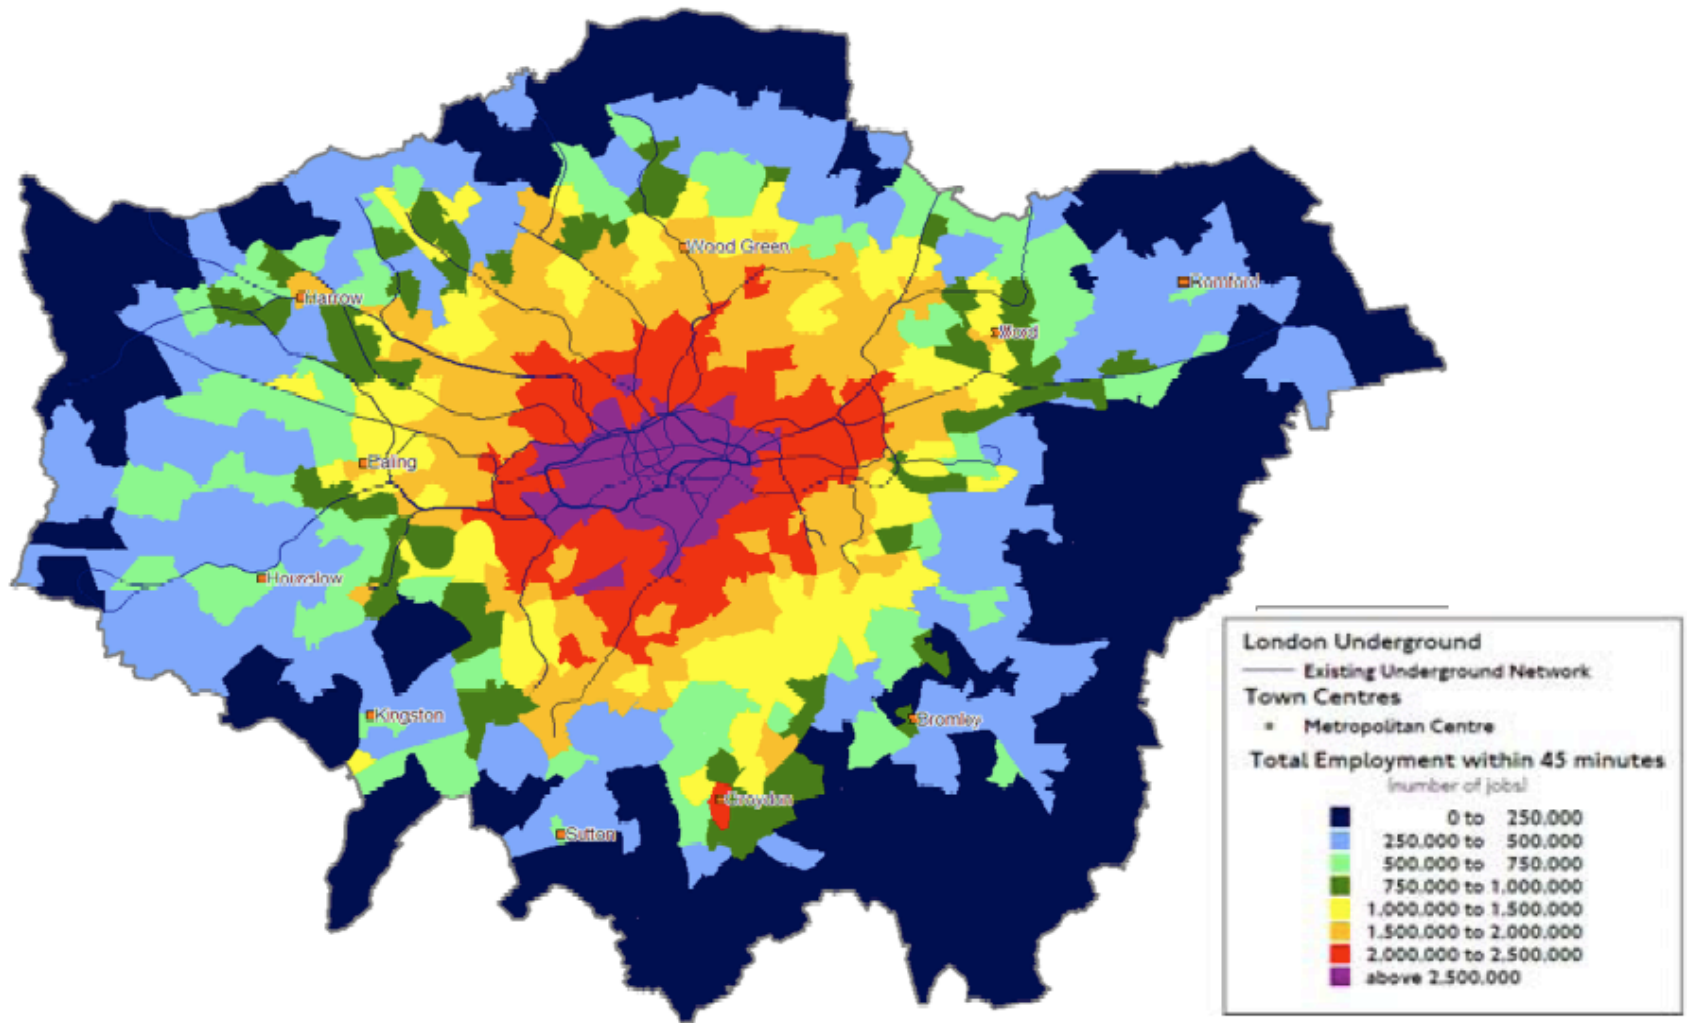 Wood Green
Romford
Harrow
Ealing
Hounslow
Kingston
Bromley
Croydon
Sutton
London Underground
Existing Underground Network
Town Centres
Metropolitan Centre
Total Employment within 45 minutes
(number of jobs)
0 to 250,000
250,000 to 500,000
500,000 to 750,000
750,000 to 1,000,000
1,000,000 to 1,500,000
1,500,000 to 2,000,000
2,000,000 to 2,500,000
above 2,500,000